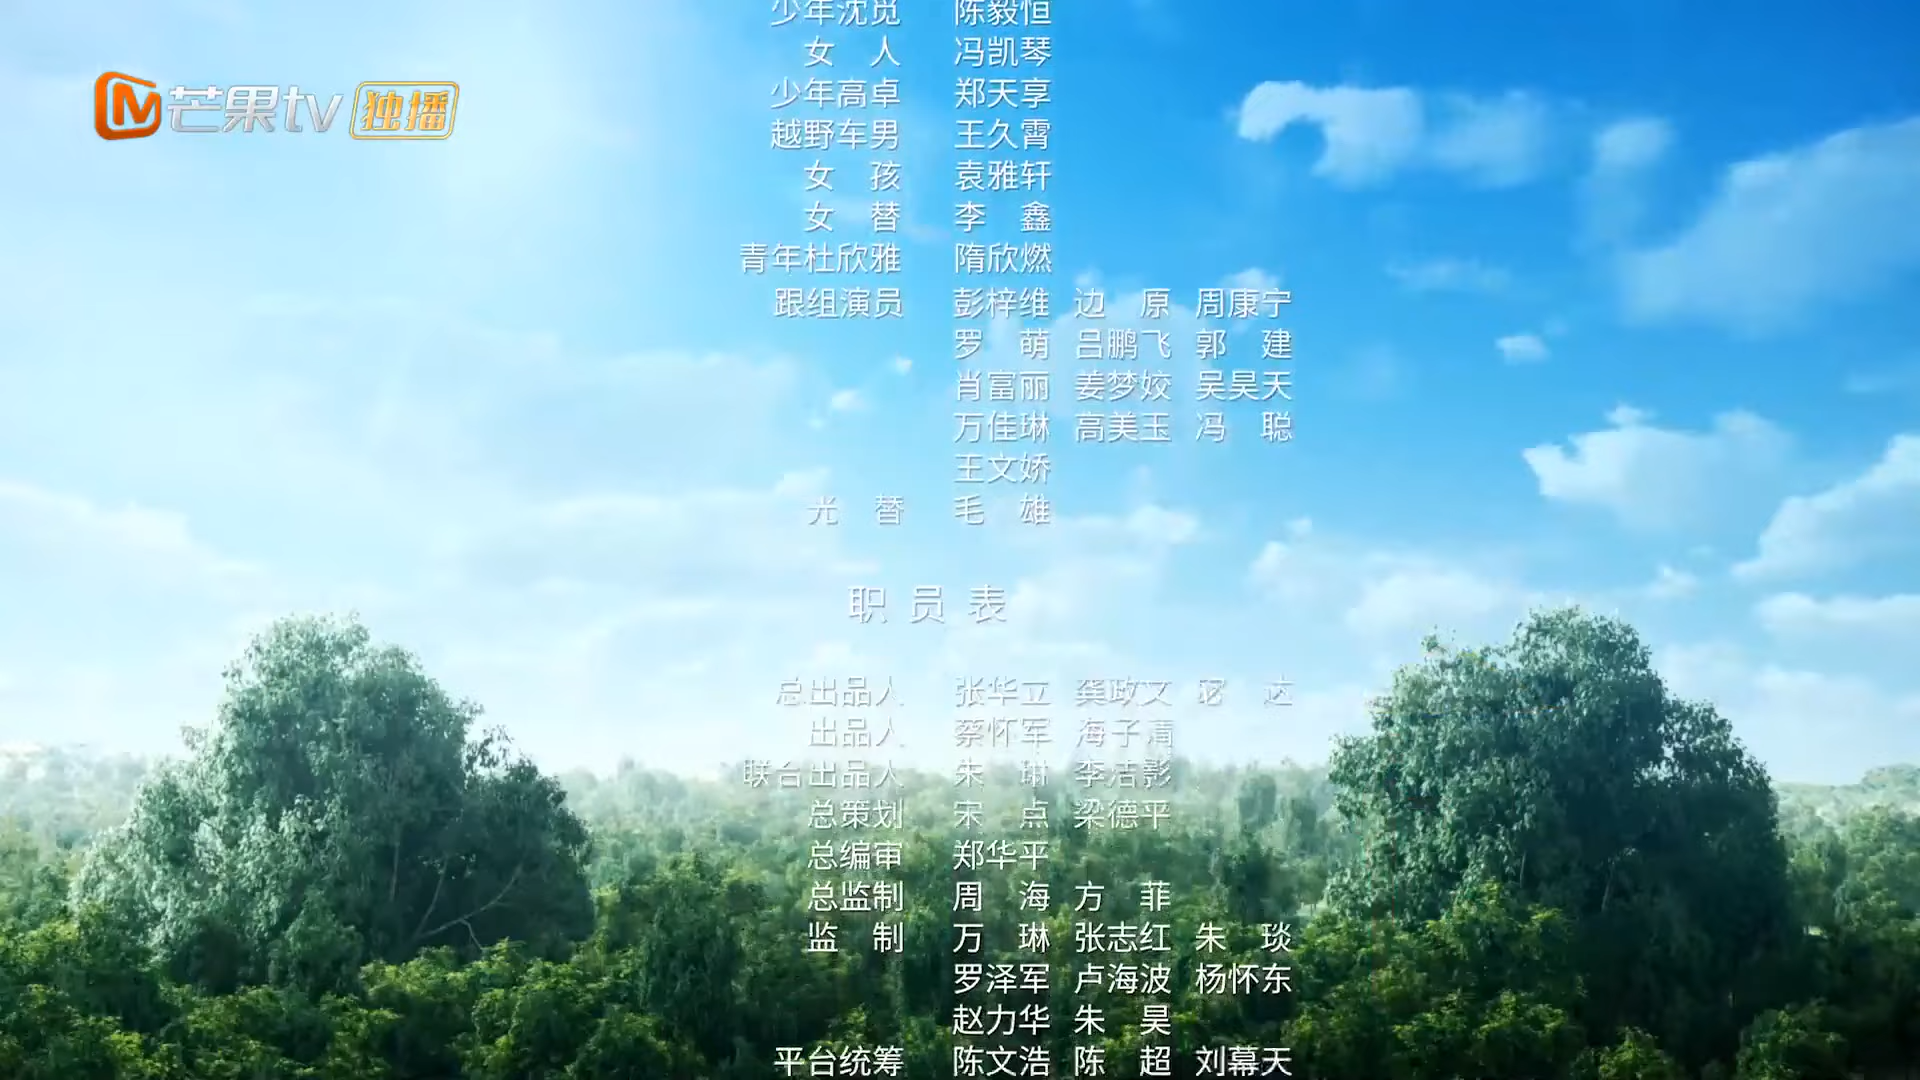 少年沈觅 陈毅恒
女人 冯凯琴
芒果tv 独播
少年高卓 郑天享
越野车男 王久霄
女孩 袁雅轩
女替 李鑫
青年杜欣雅 隋欣燃
跟组演员 彭梓维 边原 周康宁
罗萌 吕鹏飞 郭建
肖富丽 姜梦姣 吴昊天
万佳琳 高美玉 冯聪
王文娇
光替 毛雄
职员表
总出品人 张华立 龚政文
出品人 蔡怀军 海子清
联合出品人 朱琳 李洁影
总策划 宋点 梁德平
总编审 郑华平
总监制 周海 方菲
监制 万琳 张志红 朱琰
罗泽军 卢海波 杨怀东
赵力华 朱昊
平台统筹 陈文浩 陈超 刘幕天